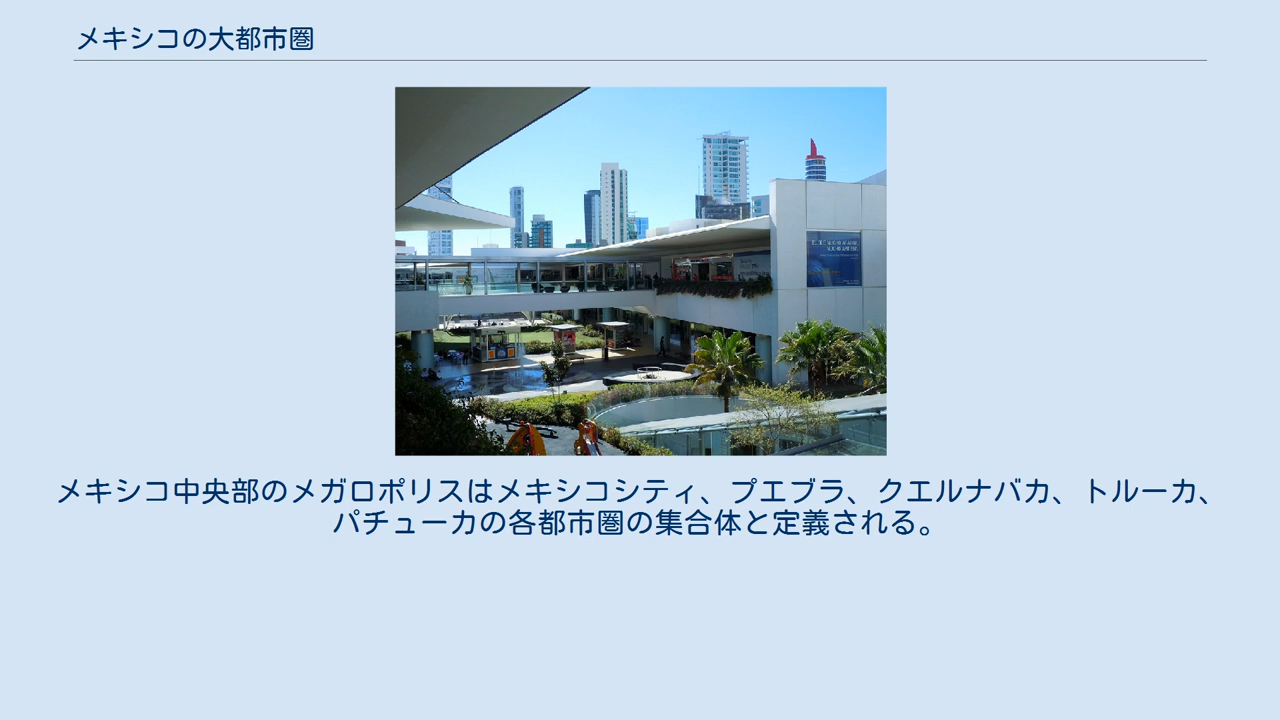 メキシコの大都市圏
メキシコ中央部のメガロポリスはメキシコシティ、プエブラ、クエルナバカ、トルーカ、
パチューカの各都市圏の集合体と定義される。